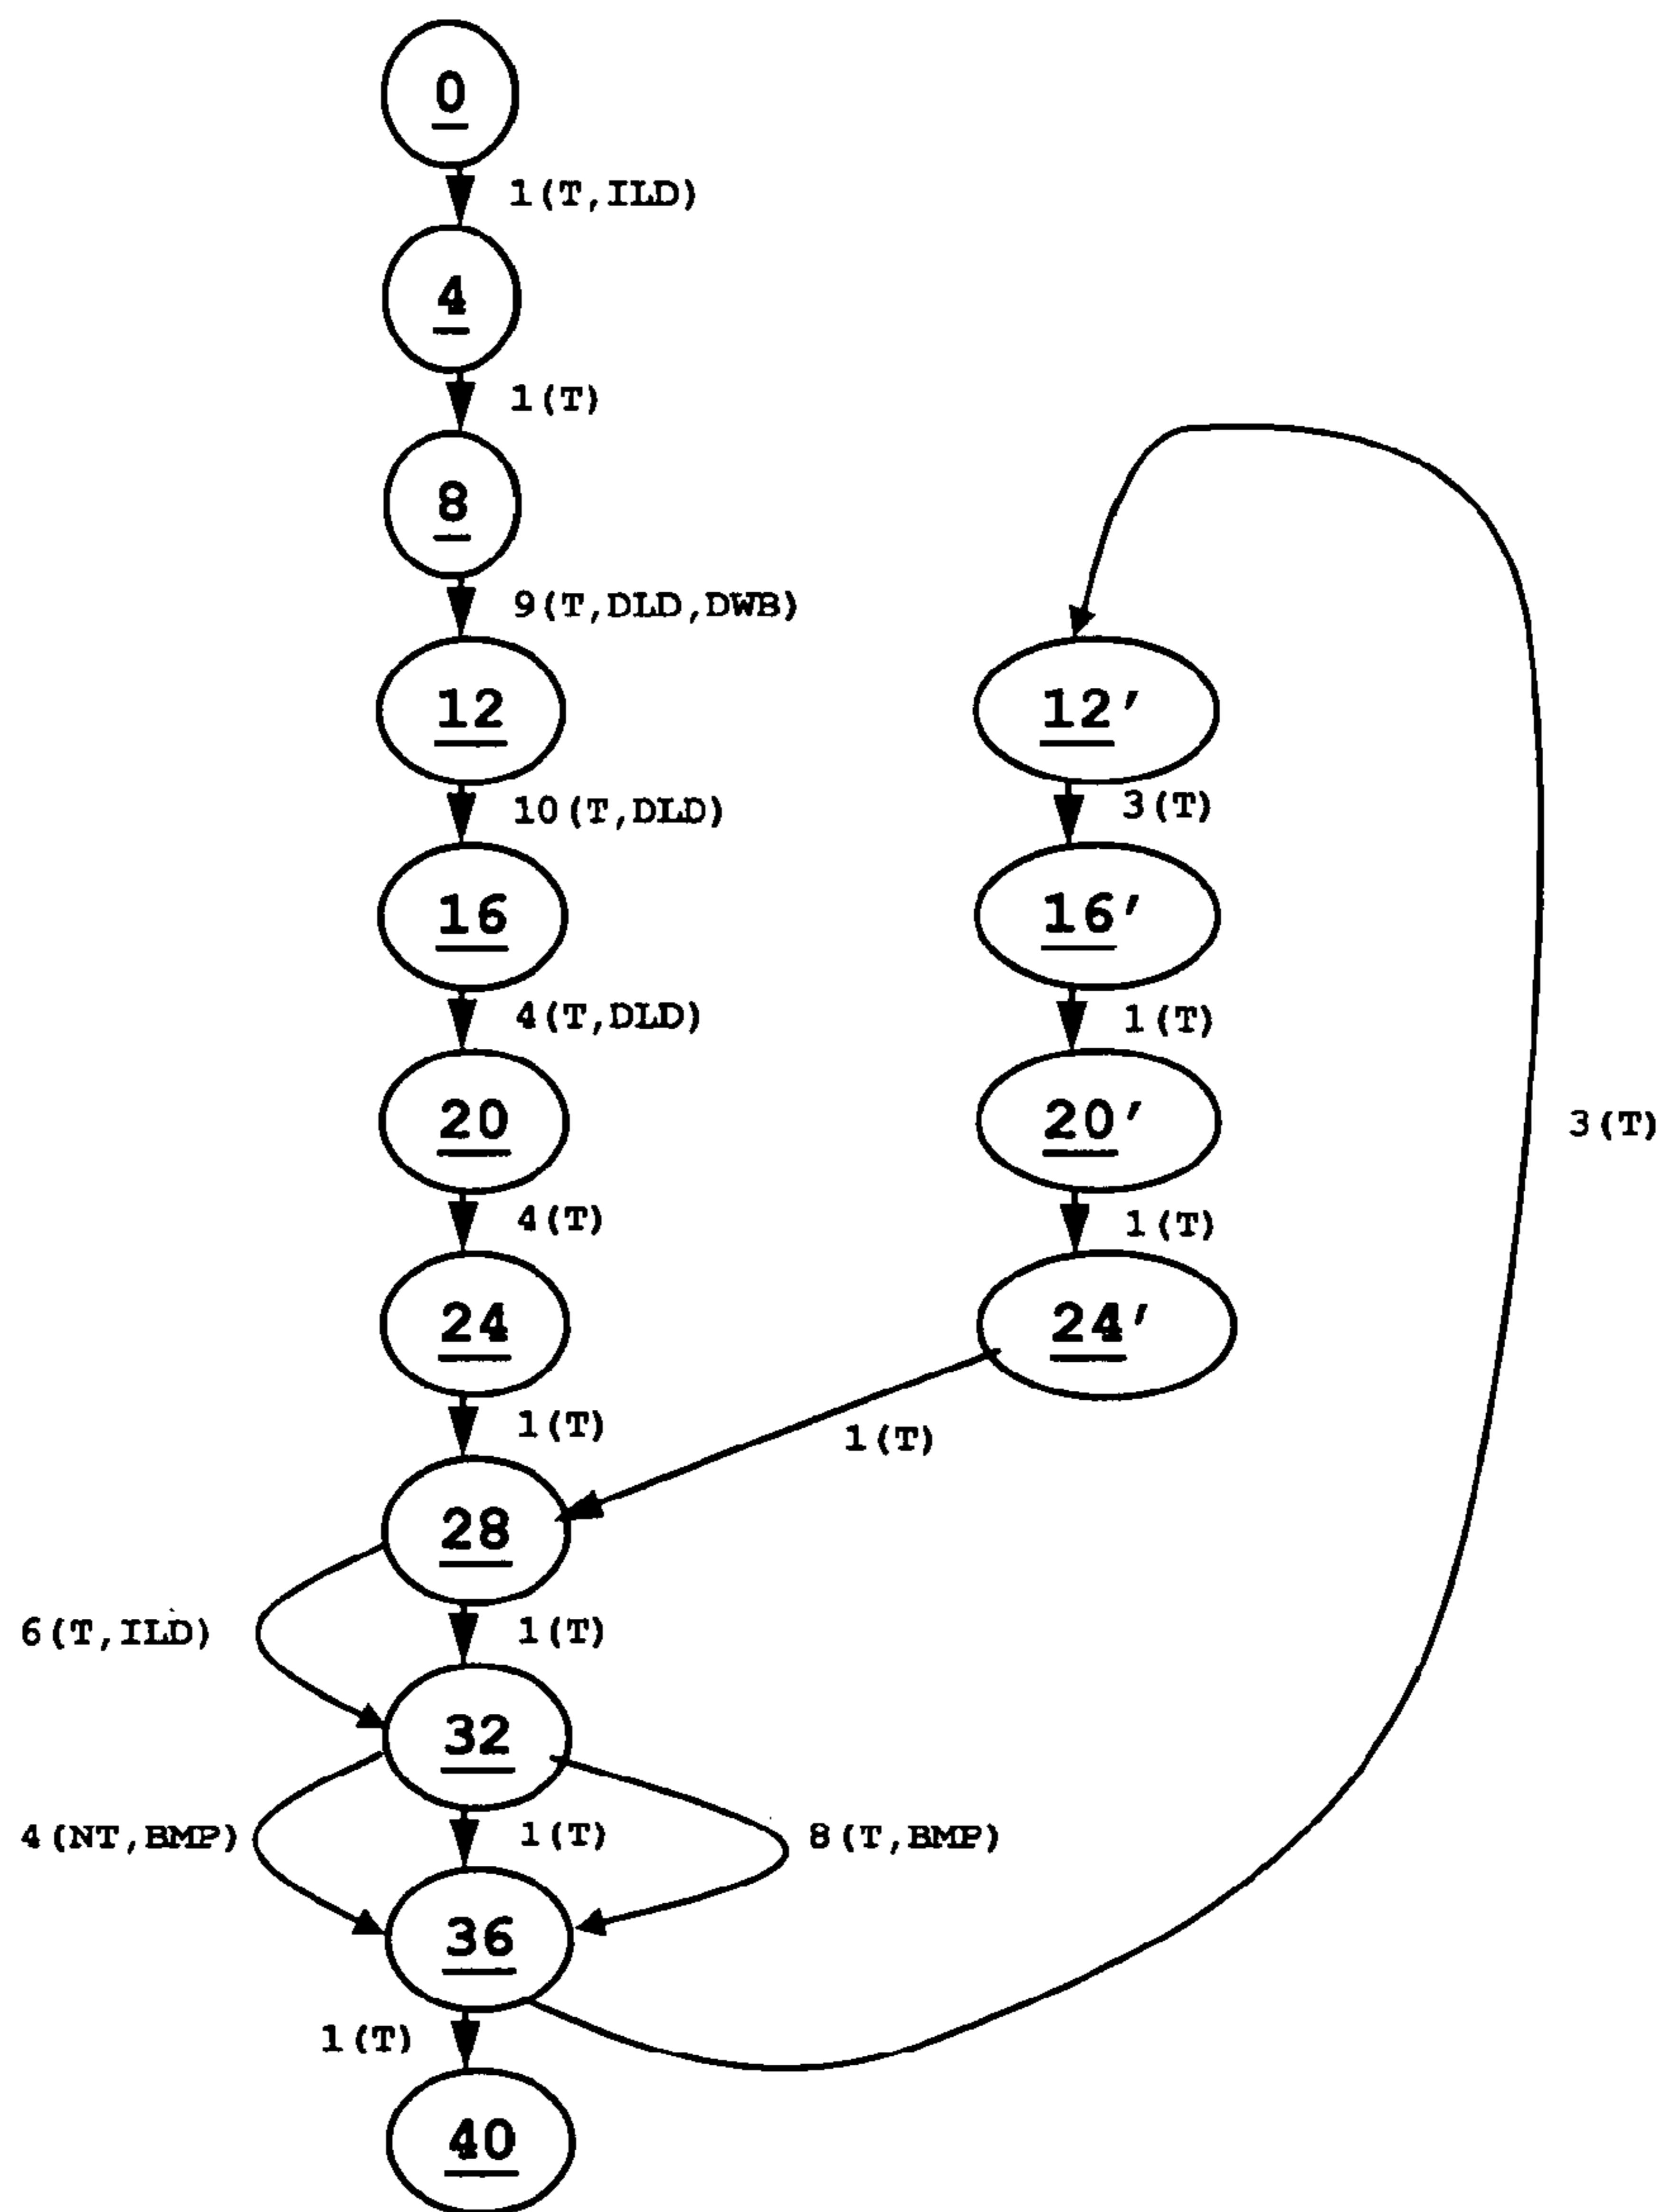 0
1(T,ILD)
4
1(T)
8
9(T,DLD,DWB)
12
12'
10(T,DLD)
3(T)
16
16'
4(T,DLD)
1(T)
20
20'
3(T)
4(T)
1(T)
24
24'
1(T)
1(T)
28
6(T,ILD)
1(T)
32
4(NT,BMP)
1(T)
8(T,BMP)
36
1(T)
40